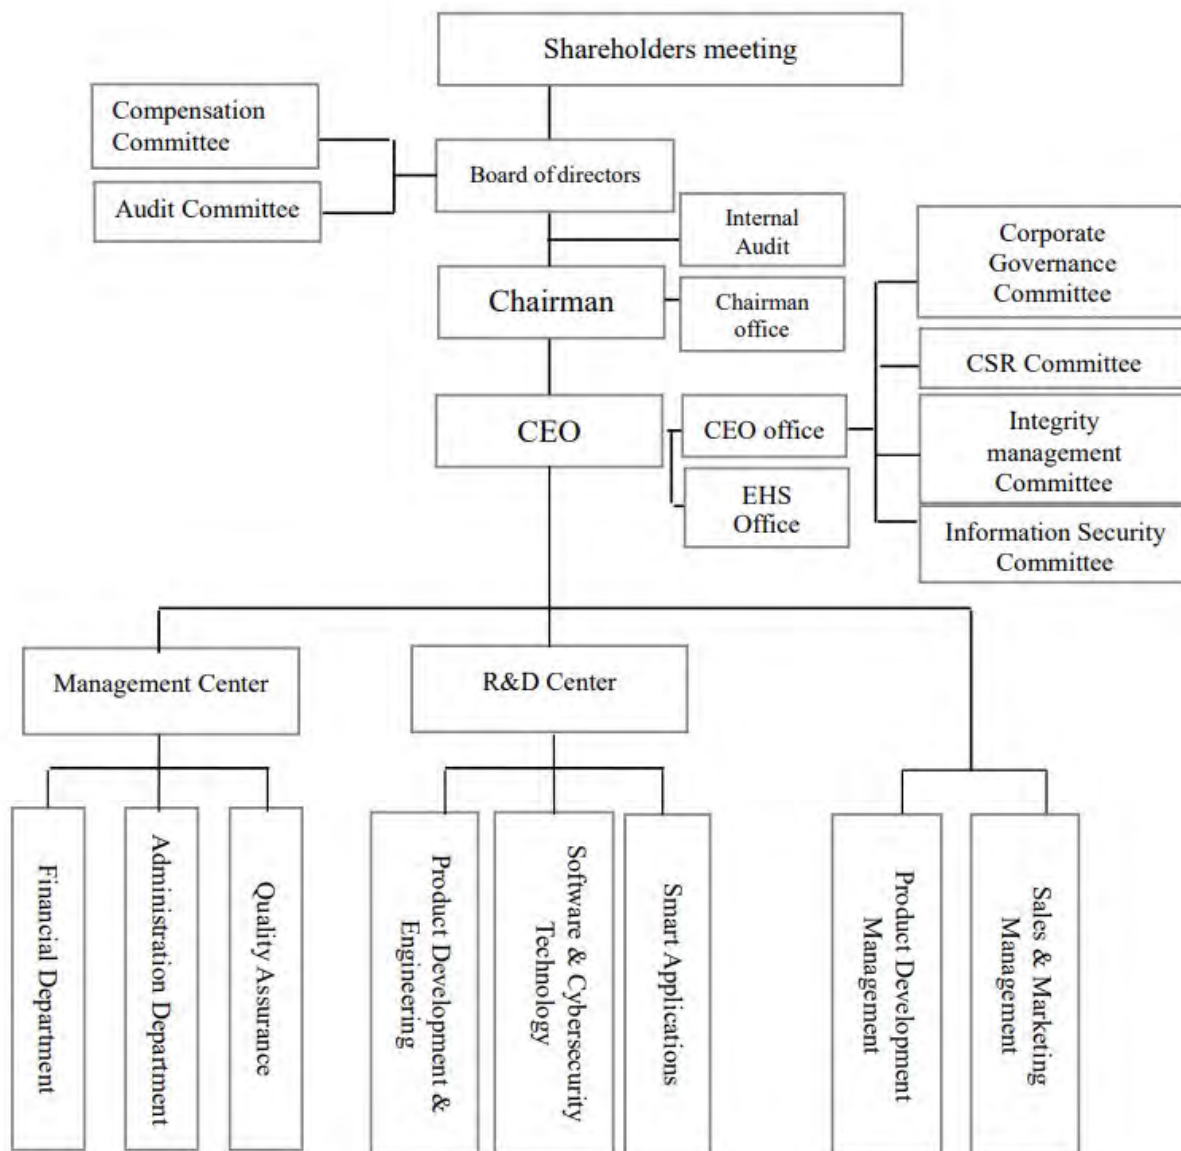 Shareholders meeting
Compensation
Committee
Board of directors
Audit Committee
Internal
Audit
Corporate
Governance
Committee
Chairman
Chairman
office
CSR Committee
CEO
CEO office
Integrity
management
Committee
EHS
Office
Information Security
Committee
Management Center
R&D Center
Financial Department
Administration Department
Quality Assurance
Product Development &
Engineering
Software & Cybersecurity
Technology
Smart Applications
Product Development
Management
Sales & Marketing
Management